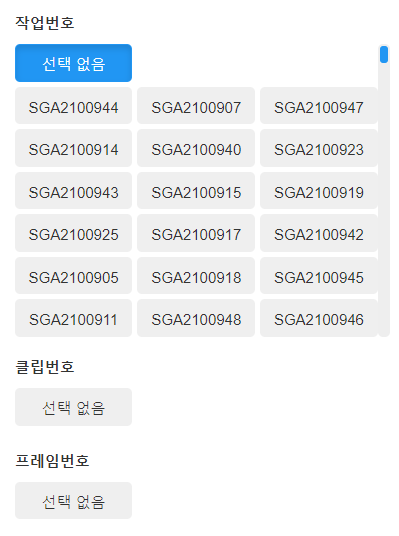 작업번호
선택 없음
SGA2100944 SGA2100907 SGA2100947
SGA2100914 SGA2100940 SGA2100923
SGA2100943 SGA2100915 SGA2100919
SGA2100925 SGA2100917 SGA2100942
SGA2100905 SGA2100918 SGA2100945
SGA2100911 SGA2100948 SGA2100946
클립번호
선택 없음
프레임번호
선택 없음